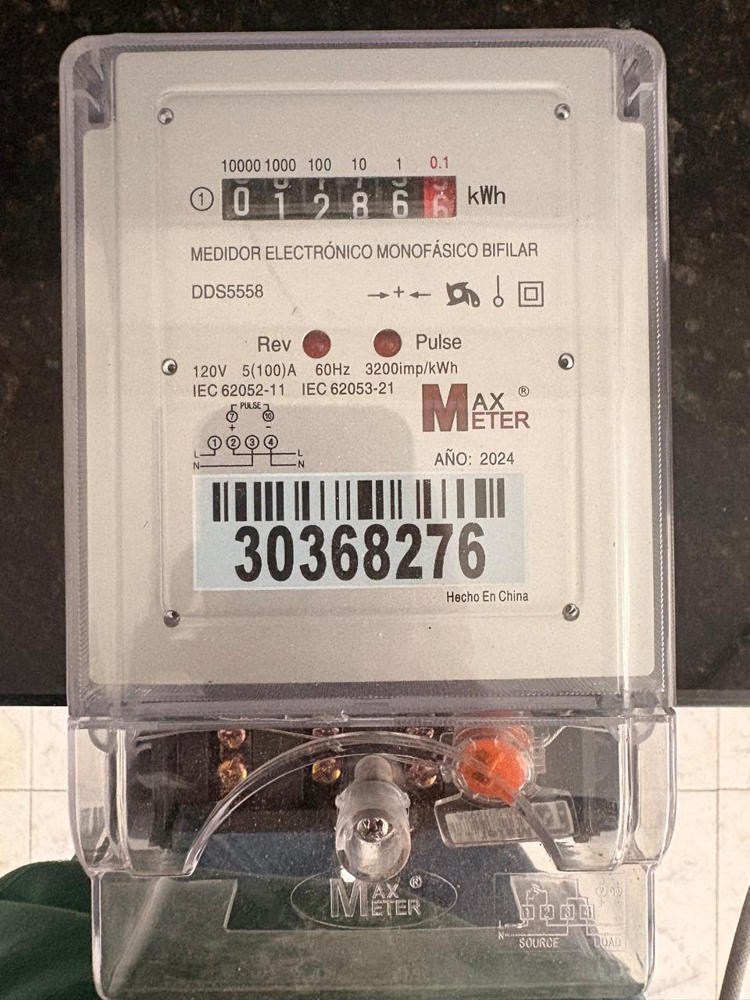 10000 1000 100 10 1 0.1
1 0 1 2 8 6 6 kWh
MEDIDOR ELECTRÓNICO MONOFÁSICO BIFILAR
DDS5558
Rev Pulse
120V 5(100)A 60Hz 3200imp/kWh
IEC 62052-11 IEC 62053-21
MAX METER ®
PULSE
7 10
+ -
1 2 3 4
L L
N N
AÑO: 2024
30368276
Hecho En China
MAX METER ®
1 2 3 4
N
SOURCE LOAD